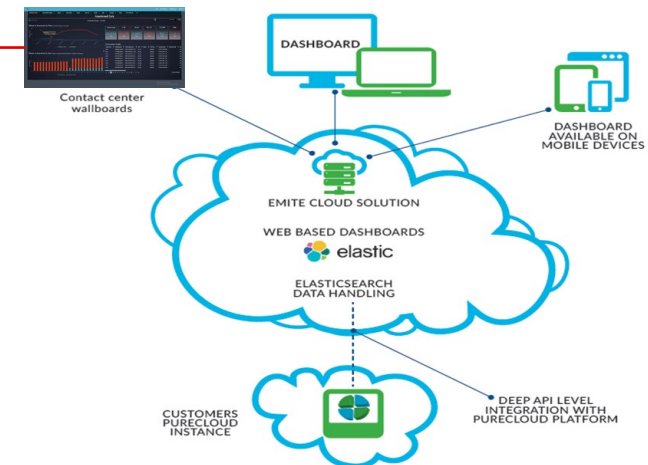 DASHBOARD
Contact center
wallboards
DASHBOARD
AVAILABLE ON
MOBILE DEVICES
EMITE CLOUD SOLUTION
WEB BASED DASHBOARDS
elastic
ELASTICSEARCH
DATA HANDLING
CUSTOMERS
PURECLOUD
INSTANCE
DEEP API LEVEL
INTEGRATION WITH
PURECLOUD PLATFORM